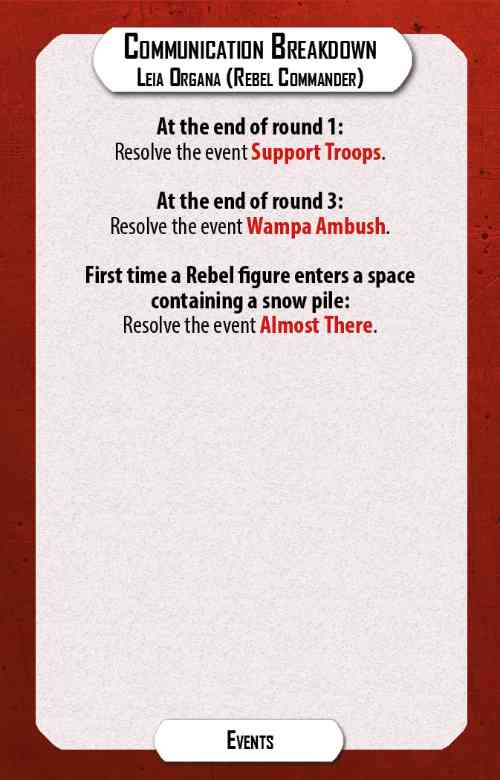 Communication Breakdown
Leia Organa (Rebel Commander)
At the end of round 1:
Resolve the event Support Troops.
At the end of round 3:
Resolve the event Wampa Ambush.
First time a Rebel figure enters a space
containing a snow pile:
Resolve the event Almost There.
Events